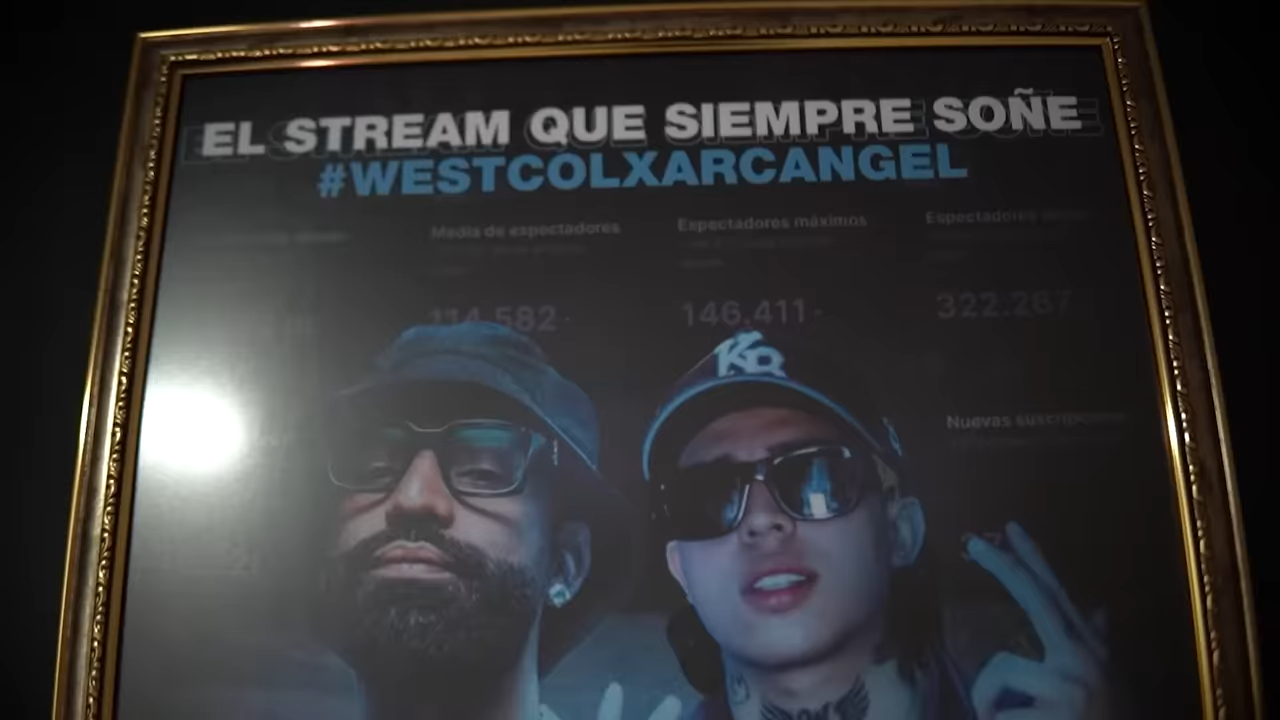 EL STREAM QUE SIEMPRE SOÑE
#WESTCOLXARCANGEL
Media de espectadores
Expectadores máximos
Espectadores
114.582
146.411
322.267
KR
Nuevas